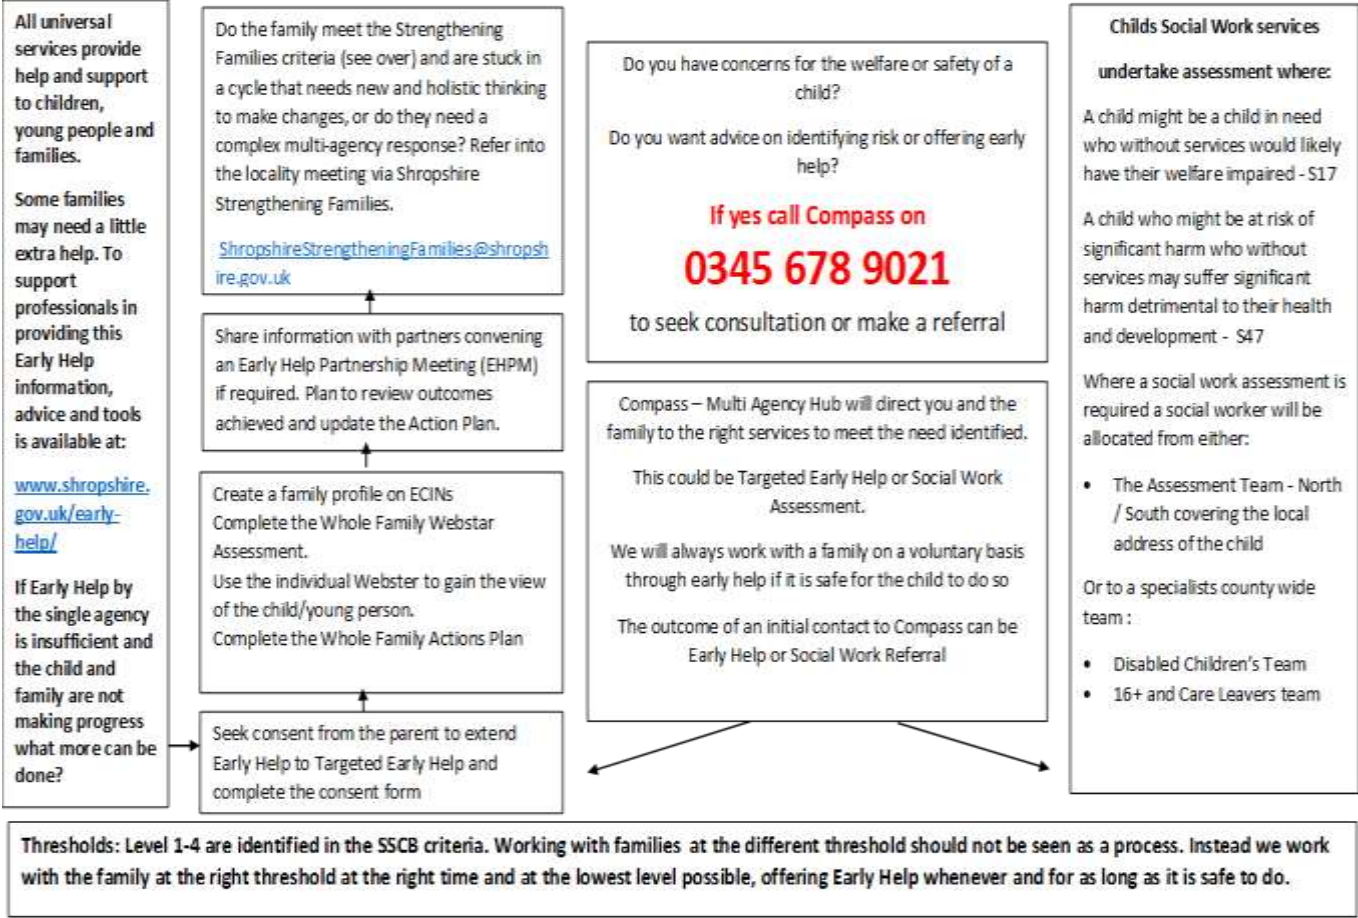 All universal
services provide
help and support
to children,
young people and
families.
Some families
may need a little
extra help. To
support
professionals in
providing this
Early Help
information,
advice and tools
is available at:
www.shropshire.
gov.uk/early-
help/
If Early Help by
the single agency
is insufficient and
the child and
family are not
making progress
what more can be
done?
Do the family meet the Strengthening
Families criteria (see over) and are stuck in
a cycle that needs new and holistic thinking
to make changes, or do they need a
complex multi-agency response? Refer into
the locality meeting via Shropshire
Strengthening Families.
ShropshireStrengtheningFamilies@shropsh
ire.gov.uk
Share information with partners convening
an Early Help Partnership Meeting (EHPM)
if required. Plan to review outcomes
achieved and update the Action Plan.
Create a family profile on ECINs
Complete the Whole Family Webstar
Assessment.
Use the individual Webster to gain the view
of the child/young person.
Complete the Whole Family Actions Plan
Seek consent from the parent to extend
Early Help to Targeted Early Help and
complete the consent form
Do you have concerns for the welfare or safety of a
child?
Do you want advice on identifying risk or offering early
help?
If yes call Compass on
0345 678 9021
to seek consultation or make a referral
Compass – Multi Agency Hub will direct you and the
family to the right services to meet the need identified.
This could be Targeted Early Help or Social Work
Assessment.
We will always work with a family on a voluntary basis
through early help if it is safe for the child to do so
The outcome of an initial contact to Compass can be
Early Help or Social Work Referral
Childs Social Work services
undertake assessment where:
A child might be a child in need
who without services would likely
have their welfare impaired - S17
A child who might be at risk of
significant harm who without
services may suffer significant
harm detrimental to their health
and development - S47
Where a social work assessment is
required a social worker will be
allocated from either:
• The Assessment Team - North
/ South covering the local
address of the child
Or to a specialists county wide
team :
• Disabled Children's Team
• 16+ and Care Leavers team
Thresholds: Level 1-4 are identified in the SSCB criteria. Working with families at the different threshold should not be seen as a process. Instead we work
with the family at the right threshold at the right time and at the lowest level possible, offering Early Help whenever and for as long as it is safe to do.